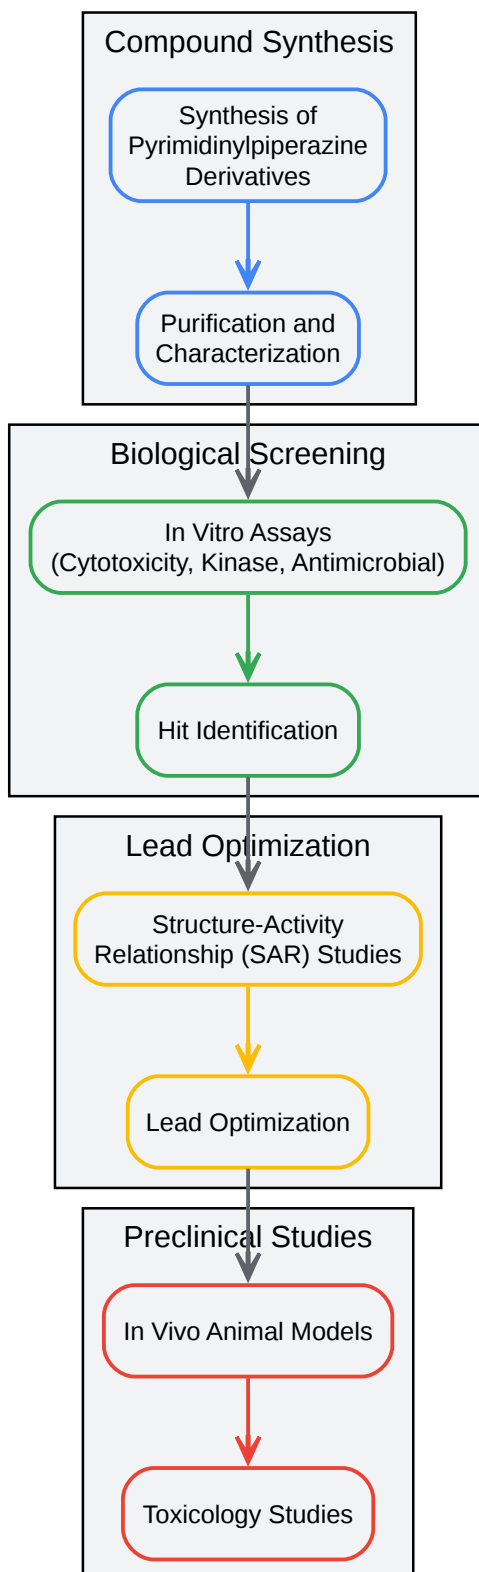 Compound Synthesis
Synthesis of
Pyrimidinylpiperazine
Derivatives
Purification and
Characterization
Biological Screening
In Vitro Assays
(Cytotoxicity, Kinase, Antimicrobial)
Hit Identification
Lead Optimization
Structure-Activity
Relationship (SAR) Studies
Lead Optimization
Preclinical Studies
In Vivo Animal Models
Toxicology Studies